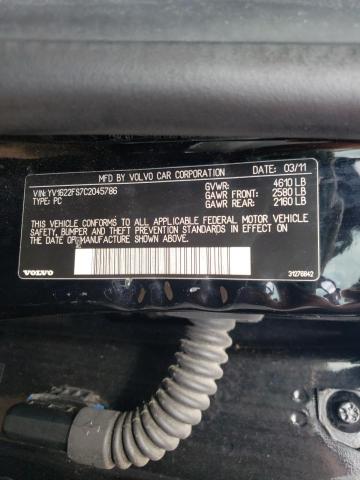 MFD BY VOLVO CAR CORPORATION DATE: 03/11
VIN: YV1622FS7C2045786 GVWR: 4610 LB
TYPE: PC GAWR FRONT: 2580 LB
GAWR REAR: 2160 LB
THIS VEHICLE CONFORMS TO ALL APPLICABLE FEDERAL MOTOR VEHICLE
SAFETY, BUMPER AND THEFT PREVENTION STANDARDS IN EFFECT ON THE
DATE OF MANUFACTURE SHOWN ABOVE.
VOLVO 31276842